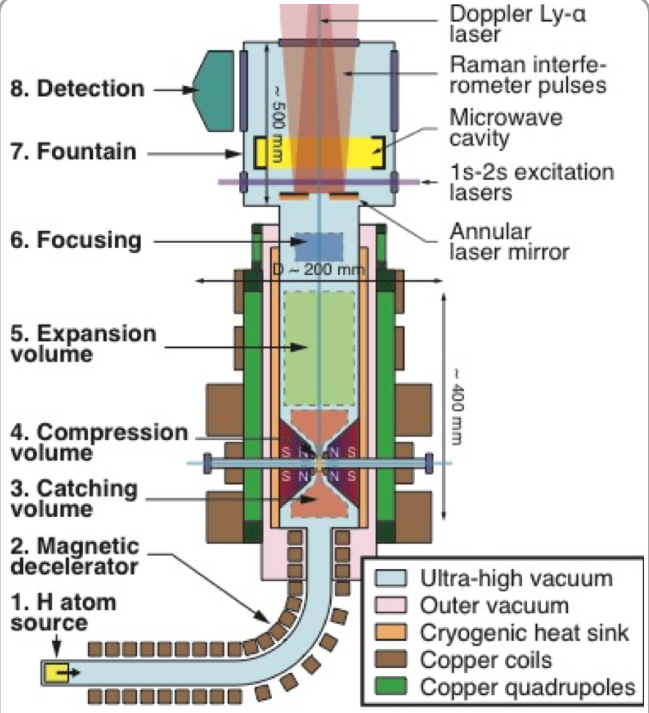 Doppler Ly-α
laser
Raman interfe-
rometer pulses
8. Detection
~ 500 mm
Microwave
cavity
7. Fountain
1s-2s excitation
lasers
Annular
laser mirror
6. Focusing
D ~ 200 mm
5. Expansion
volume
~ 400 mm
4. Compression
volume
S N N S
S N N S
3. Catching
volume
2. Magnetic
decelerator
1. H atom
source
Ultra-high vacuum
Outer vacuum
Cryogenic heat sink
Copper coils
Copper quadrupoles